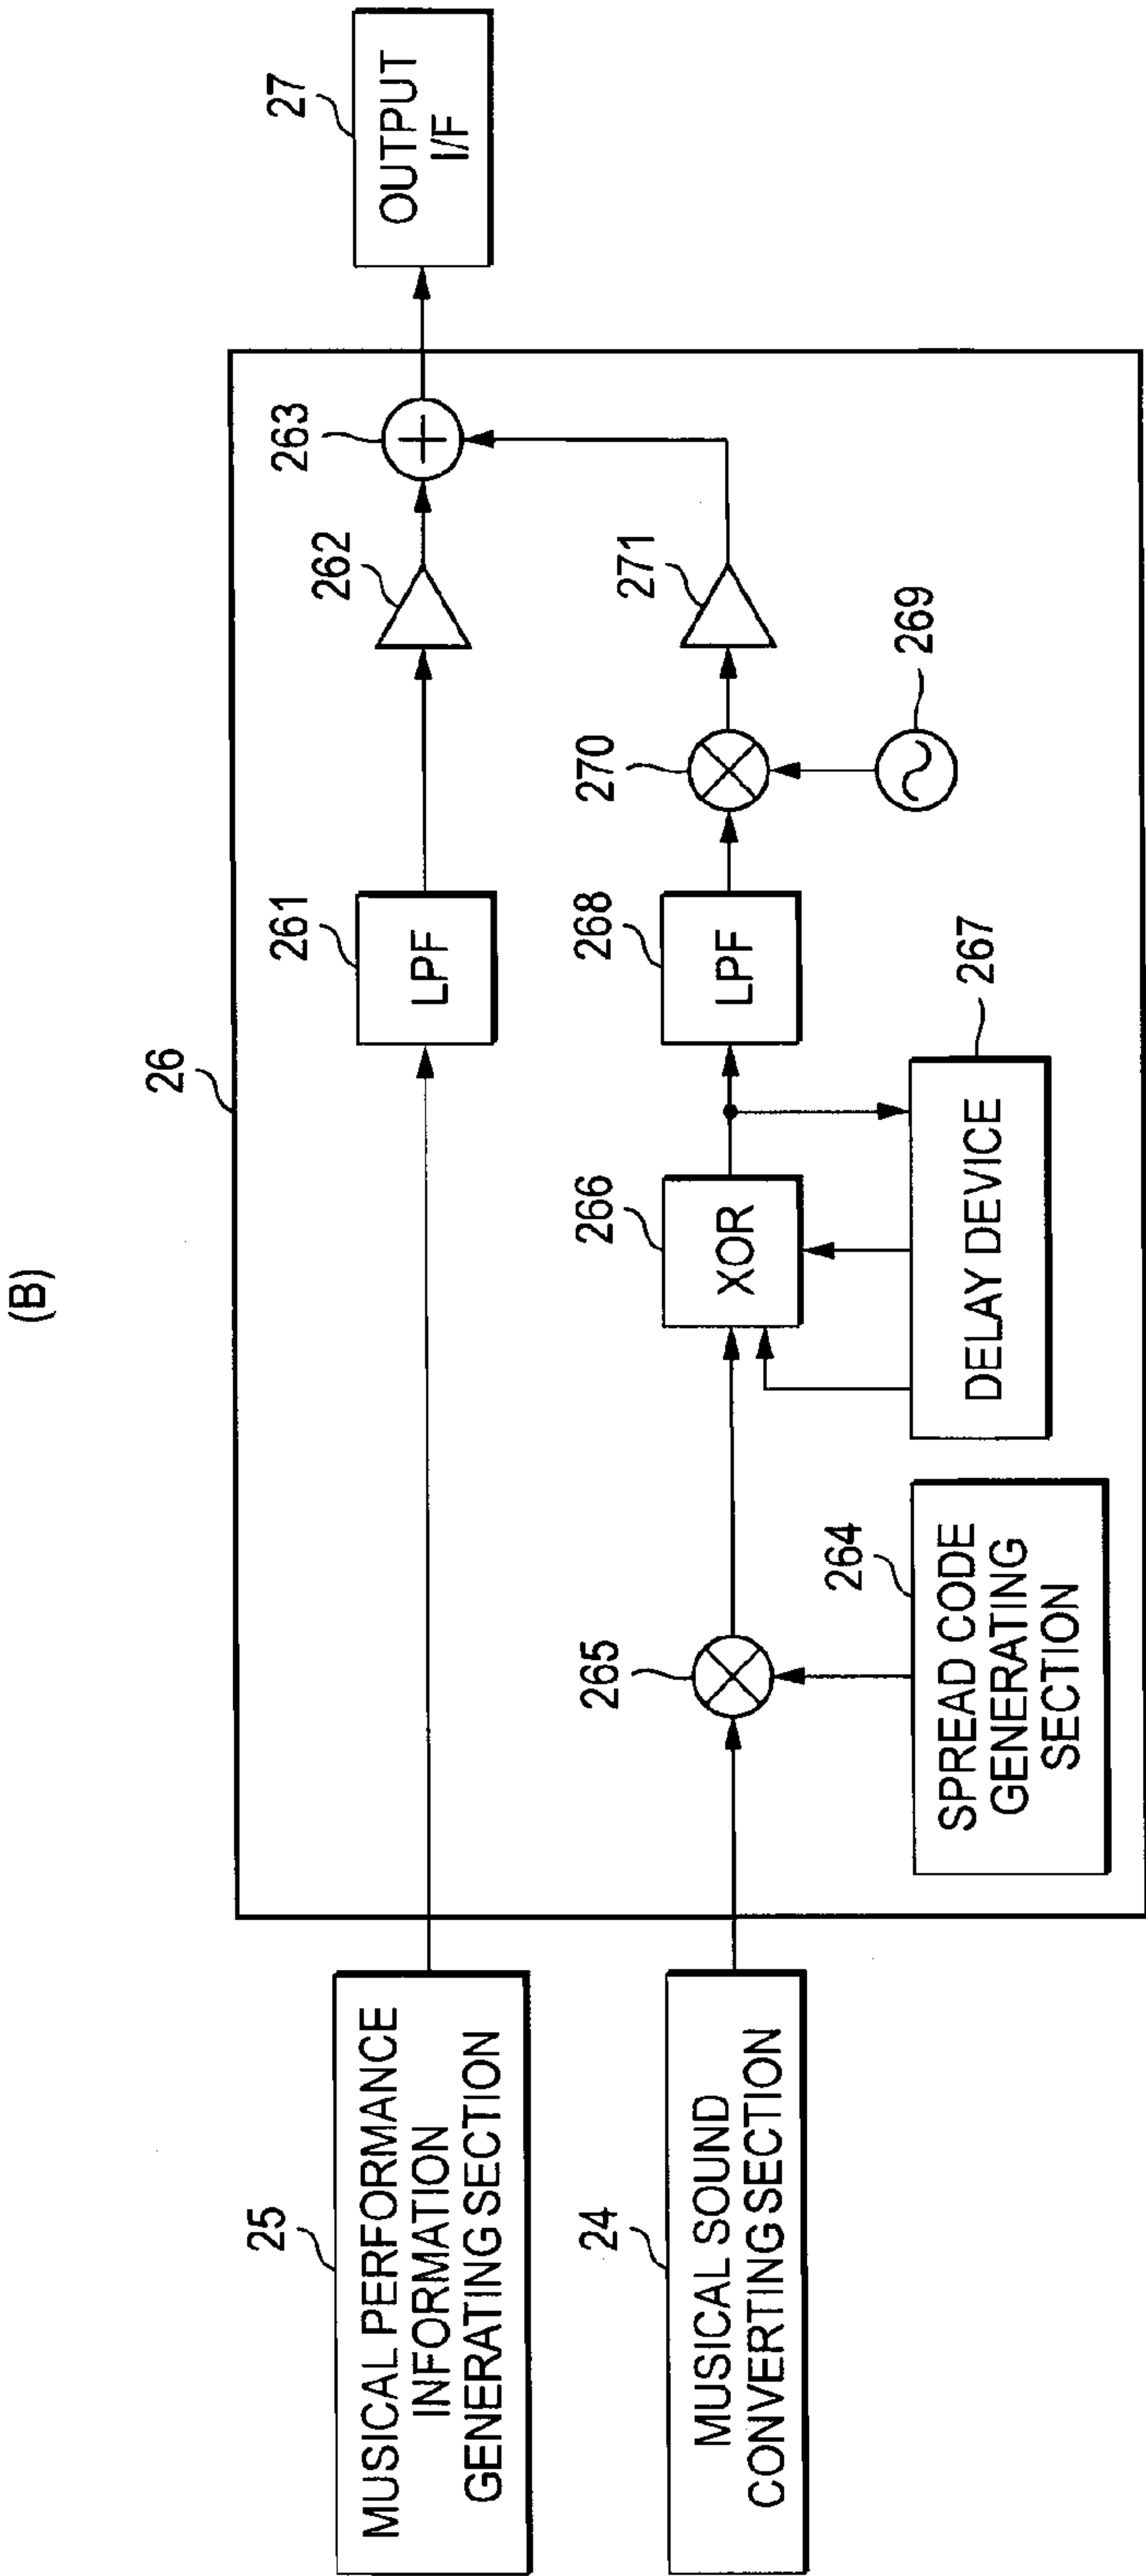 (B)
26
25
MUSICAL PERFORMANCE
INFORMATION
GENERATING SECTION
261
LPF
262
263
27
OUTPUT
I/F
24
MUSICAL SOUND
CONVERTING SECTION
265
266
XOR
268
LPF
270
271
264
SPREAD CODE
GENERATING
SECTION
267
DELAY DEVICE
269